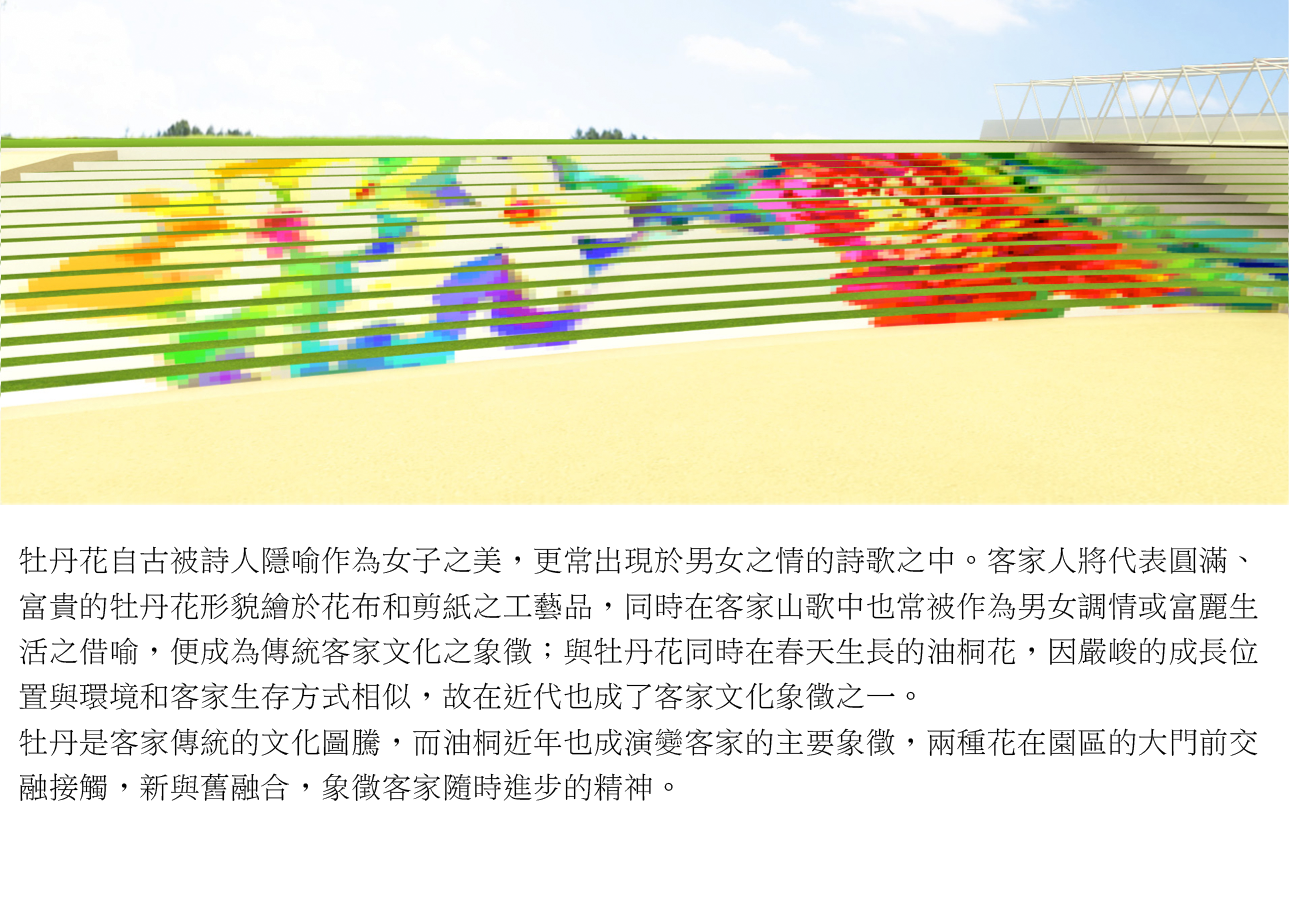 牡丹花自古被詩人隱喻作為女子之美，更常出現於男女之情的詩歌之中。客家人將代表圓滿、
富貴的牡丹花形貌繪於花布和剪紙之工藝品，同時在客家山歌中也常被作為男女調情或富麗生
活之借喻，便成為傳統客家文化之象徵；與牡丹花同時在春天生長的油桐花，因嚴峻的成長位
置與環境和客家生存方式相似，故在近代也成了客家文化象徵之一。
牡丹是客家傳統的文化圖騰，而油桐近年也成演變客家的主要象徵，兩種花在園區的大門前交
融接觸，新與舊融合，象徵客家隨時進步的精神。